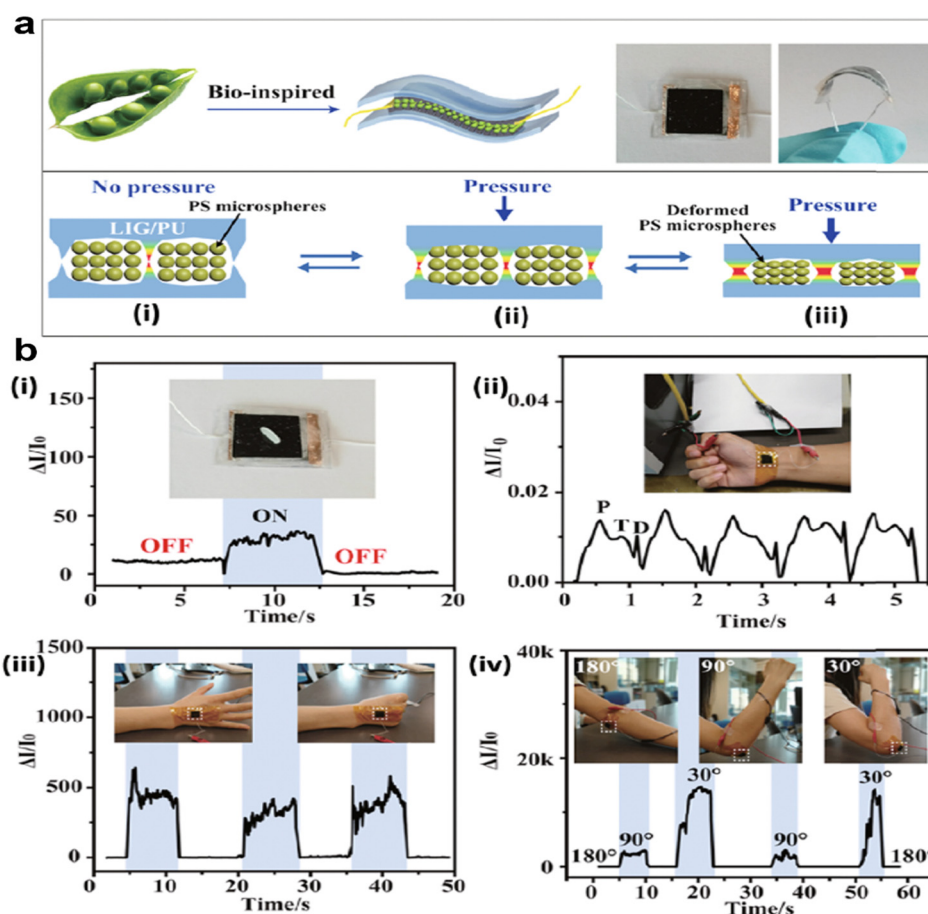 a
Bio-inspired
No pressure
PS microspheres
LIG/PU
(i)
Pressure
(ii)
Deformed
PS microspheres
Pressure
(iii)
b
(i)
150
100
50
0
ΔI/I0
OFF
ON
OFF
0
5
10
15
20
Time/s
(ii)
0.04
0.02
0.00
ΔI/I0
P
T
D
0
1
2
3
4
5
Time/s
(iii)
1500
1000
500
0
ΔI/I0
0
10
20
30
40
50
Time/s
(iv)
40k
20k
0
ΔI/I0
180°
90°
30°
180°
90°
30°
90°
30°
180°
0
10
20
30
40
50
60
Time/s